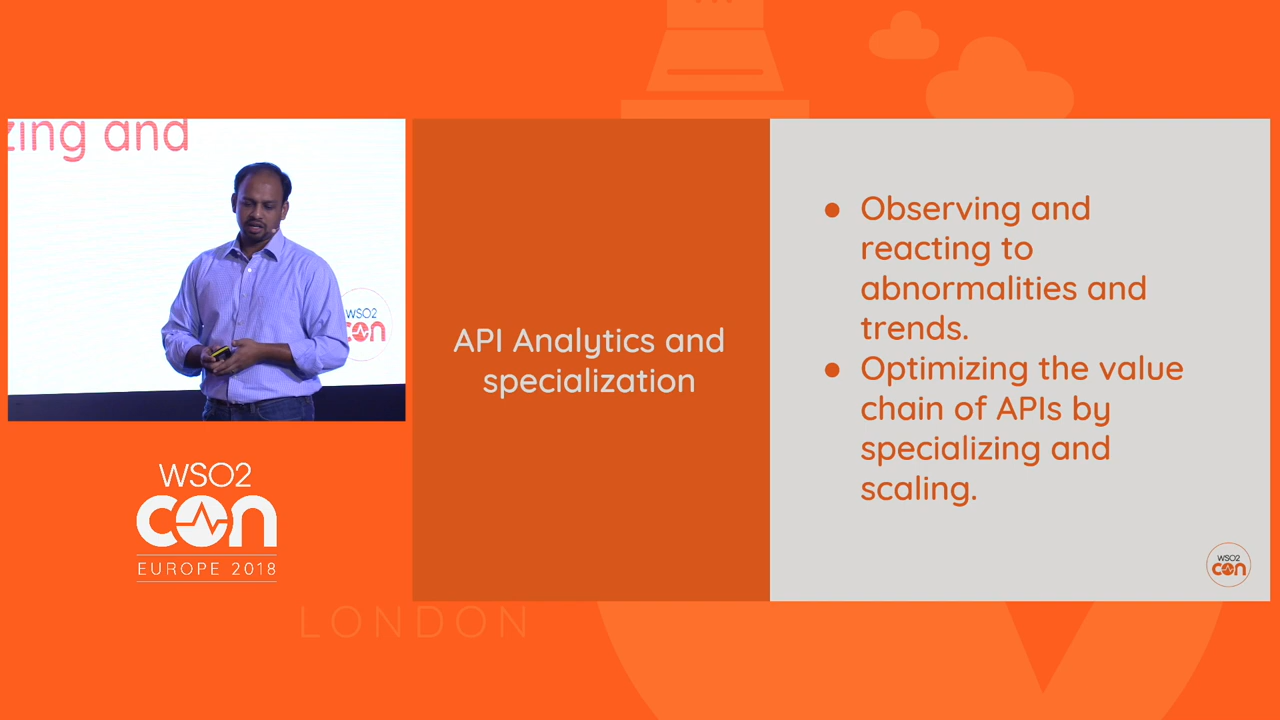 zing and
WSO2
con
WSO2
con
EUROPE 2018
LONDON
API Analytics and
specialization
● Observing and
reacting to
abnormalities and
trends.
● Optimizing the value
chain of APIs by
specializing and
scaling.
WSO2
con